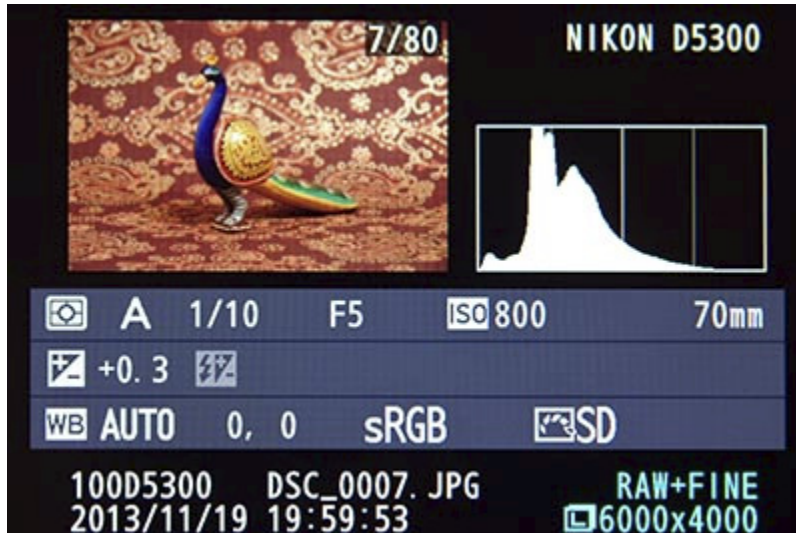 7/80 NIKON D5300
A 1/10 F5 ISO 800 70mm
+0.3
WB AUTO 0, 0 sRGB SD
100D5300 DSC_0007.JPG RAW+FINE
2013/11/19 19:59:53 L 6000x4000